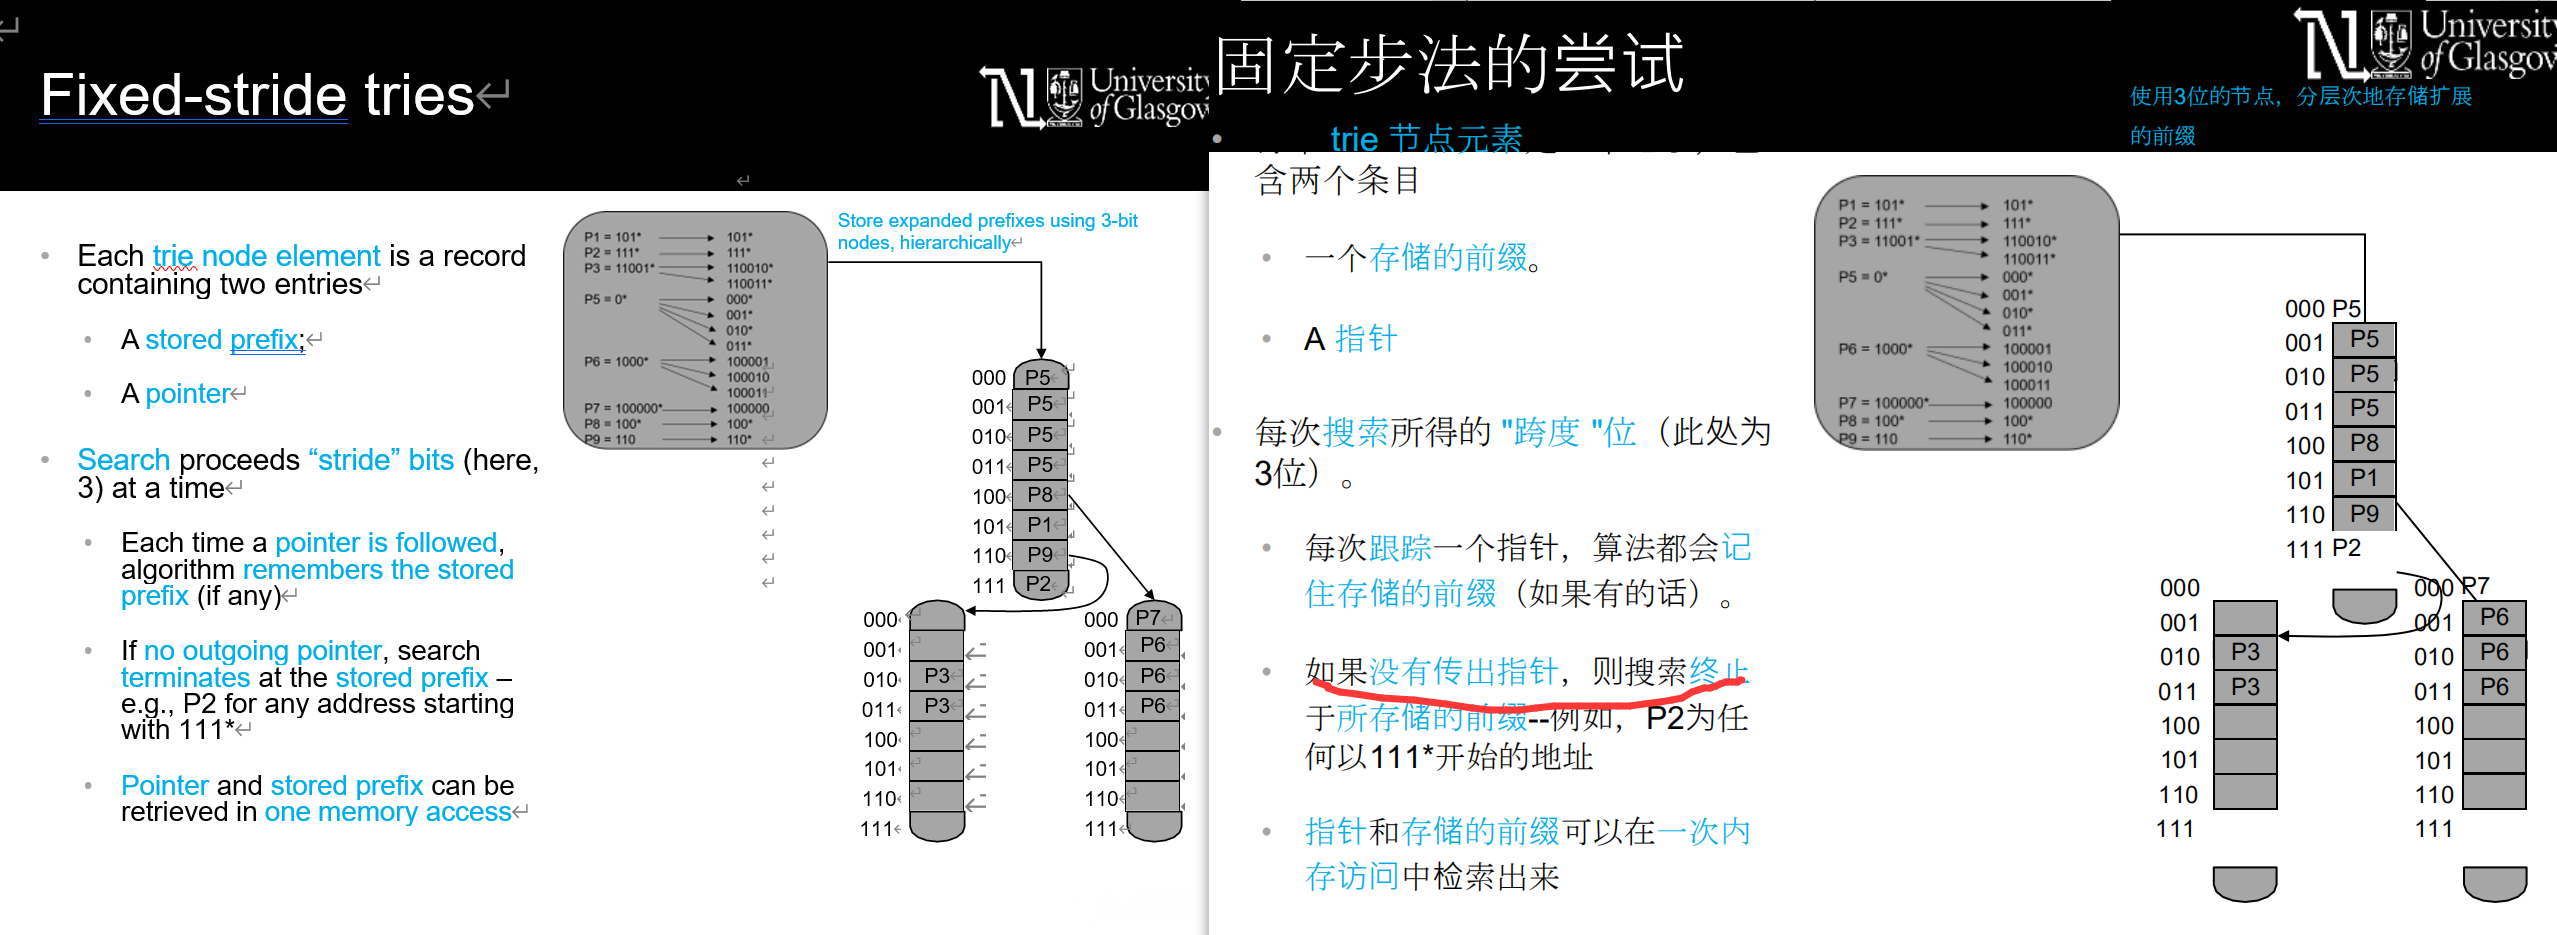 Fixed-stride tries
University
of Glasgow
Store expanded prefixes using 3-bit
nodes, hierarchically
Each trie node element is a record
containing two entries
A stored prefix;
A pointer
Search proceeds “stride” bits (here,
3) at a time
Each time a pointer is followed,
algorithm remembers the stored
prefix (if any)
If no outgoing pointer, search
terminates at the stored prefix –
e.g., P2 for any address starting
with 111*
Pointer and stored prefix can be
retrieved in one memory access
P1 = 101* 101*
P2 = 111* 111*
P3 = 11001* 110010*
110011*
P5 = 0* 000*
001*
010*
011*
P6 = 1000* 100001
100010
100011
P7 = 100000* 100000
P8 = 100* 100*
P9 = 110 110*
000 P5
001 P5
010 P5
011 P5
100 P8
101 P1
110 P9
111 P2
000
001
010 P3
011 P3
100
101
110
111
000 P7
001 P6
010 P6
011 P6
100
101
110
111
固定步法的尝试
University
of Glasgow
使用3位的节点，分层次地存储扩展
的前缀
trie 节点元素
含两个条目
一个存储的前缀。
A 指针
每次搜索所得的 "跨度 "位（此处为
3位）。
每次跟踪一个指针，算法都会记
住存储的前缀（如果有的话）。
如果没有传出指针，则搜索终止
于所存储的前缀--例如，P2为任
何以111*开始的地址
指针和存储的前缀可以在一次内
存访问中检索出来
P1 = 101* 101*
P2 = 111* 111*
P3 = 11001* 110010*
110011*
P5 = 0* 000*
001*
010*
011*
P6 = 1000* 100001
100010
100011
P7 = 100000* 100000
P8 = 100* 100*
P9 = 110 110*
000 P5
001 P5
010 P5
011 P5
100 P8
101 P1
110 P9
111 P2
000
001
010 P3
011 P3
100
101
110
111
000 P7
001 P6
010 P6
011 P6
100
101
110
111